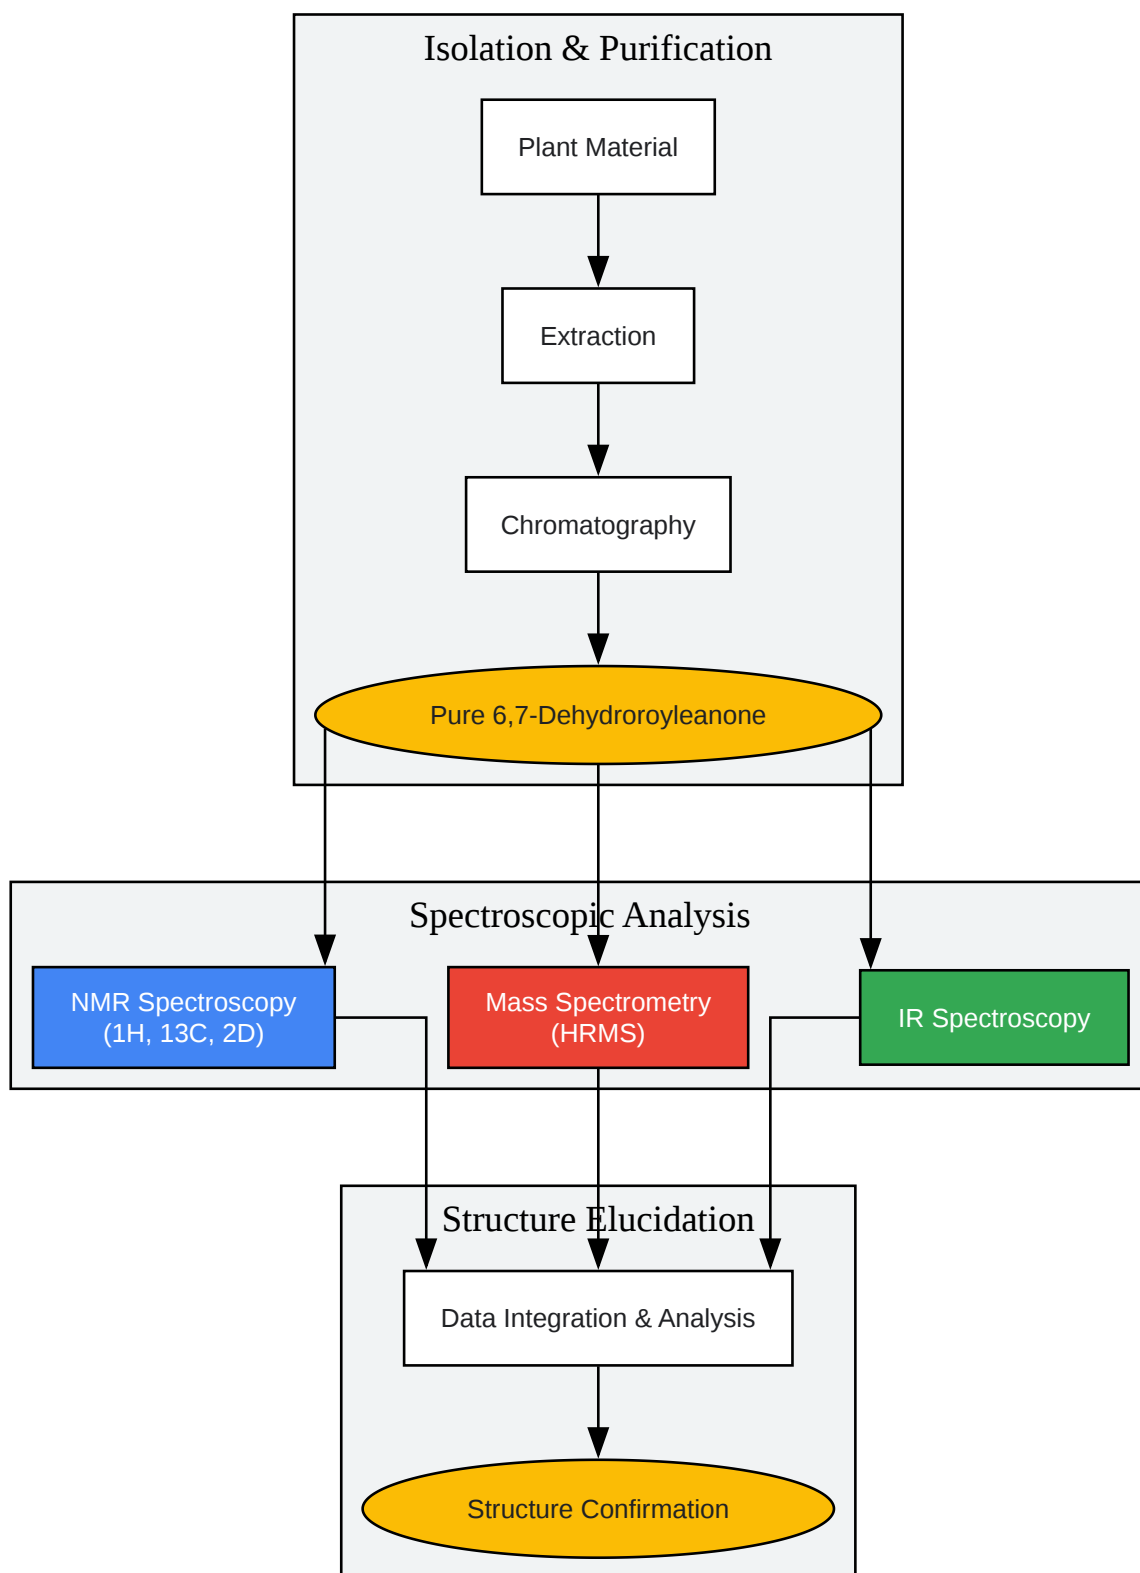 Isolation & Purification
Plant Material
Extraction
Chromatography
Pure 6,7-Dehydroroyleanone
Spectroscopic Analysis
NMR Spectroscopy
(1H, 13C, 2D)
Mass Spectrometry
(HRMS)
IR Spectroscopy
Structure Elucidation
Data Integration & Analysis
Structure Confirmation